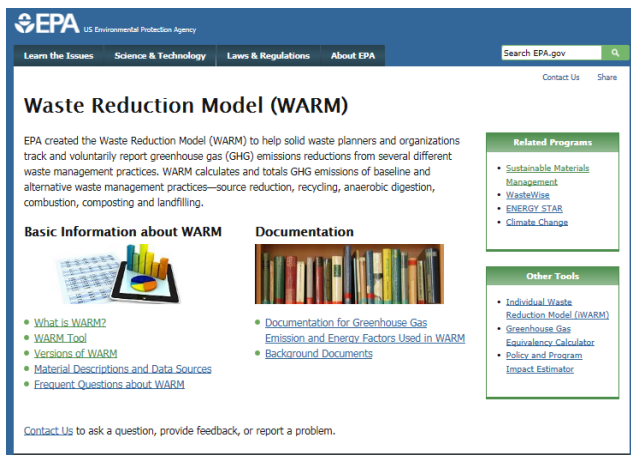 EPA US Environmental Protection Agency
Learn the Issues Science & Technology Laws & Regulations About EPA Search EPA.gov
Contact Us Share
Waste Reduction Model (WARM)
EPA created the Waste Reduction Model (WARM) to help solid waste planners and organizations
track and voluntarily report greenhouse gas (GHG) emissions reductions from several different
waste management practices. WARM calculates and totals GHG emissions of baseline and
alternative waste management practices—source reduction, recycling, anaerobic digestion,
combustion, composting and landfilling.
Basic Information about WARM
What is WARM?
WARM Tool
Versions of WARM
Material Descriptions and Data Sources
Frequent Questions about WARM
Documentation
Documentation for Greenhouse Gas
Emission and Energy Factors Used in WARM
Background Documents
Related Programs
Sustainable Materials
Management
WasteWise
ENERGY STAR
Climate Change
Other Tools
Individual Waste
Reduction Model (iWARM)
Greenhouse Gas
Equivalency Calculator
Policy and Program
Impact Estimator
Contact Us to ask a question, provide feedback, or report a problem.